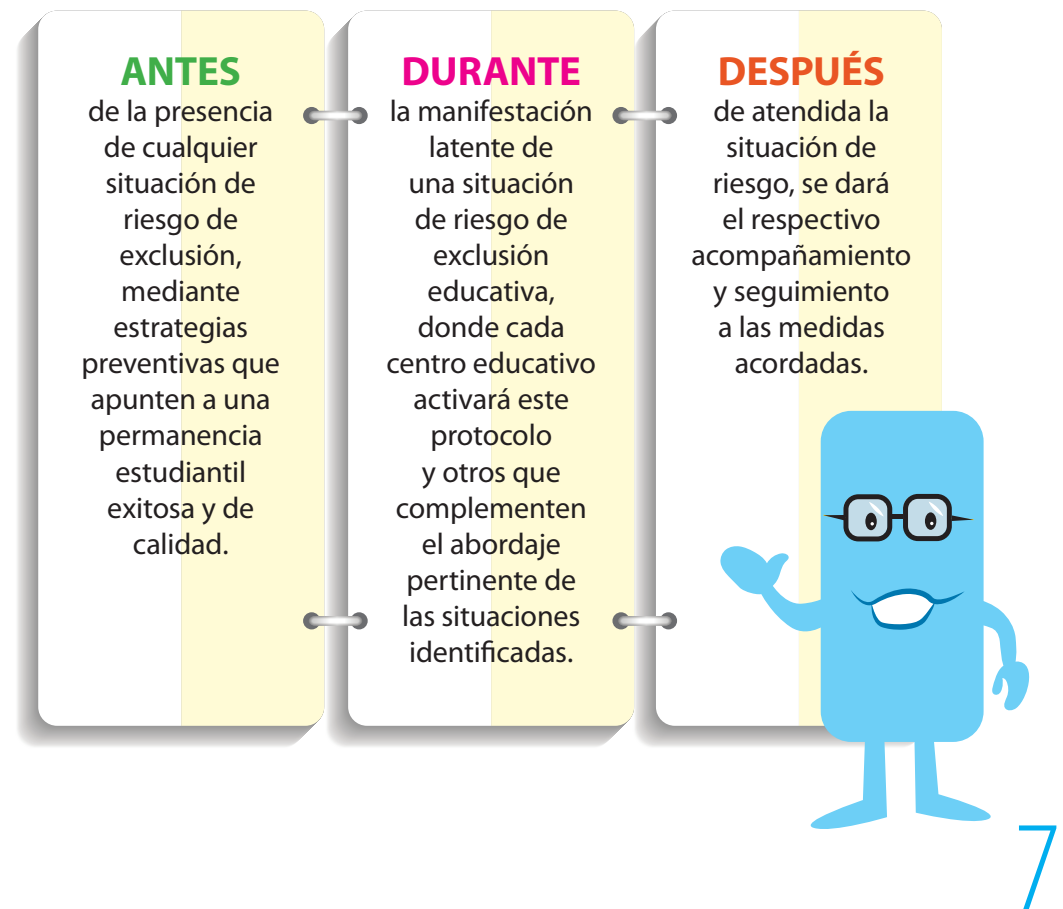 ANTES
de la presencia
de cualquier
situación de
riesgo de
exclusión,
mediante
estrategias
preventivas que
apunten a una
permanencia
estudiantil
exitosa y de
calidad.
DURANTE
la manifestación
latente de
una situación
de riesgo de
exclusión
educativa,
donde cada
centro educativo
activará este
protocolo
y otros que
complementen
el abordaje
pertinente de
las situaciones
identificadas.
DESPUÉS
de atendida la
situación de
riesgo, se dará
el respectivo
acompañamiento
y seguimiento
a las medidas
acordadas.
7